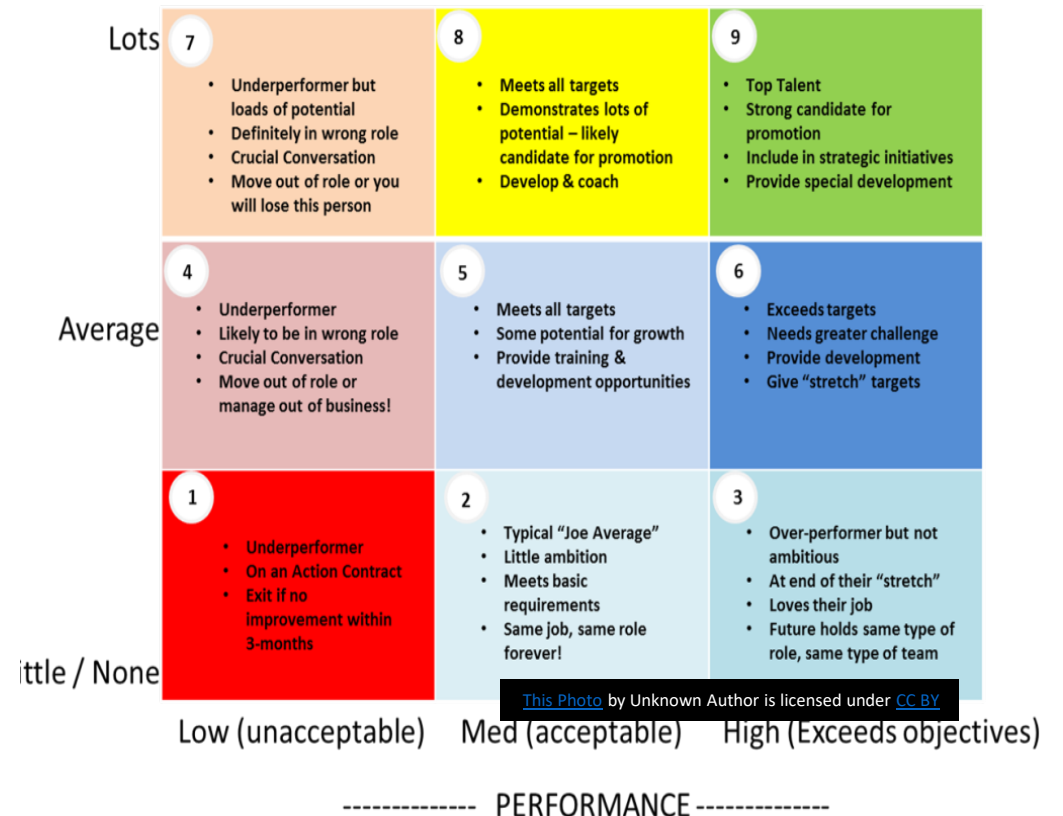 Lots
7
• Underperformer but
loads of potential
• Definitely in wrong role
• Crucial Conversation
• Move out of role or you
will lose this person
8
• Meets all targets
• Demonstrates lots of
potential – likely
candidate for promotion
• Develop & coach
9
• Top Talent
• Strong candidate for
promotion
• Include in strategic initiatives
• Provide special development
Average
4
• Underperformer
• Likely to be in wrong role
• Crucial Conversation
• Move out of role or
manage out of business!
5
• Meets all targets
• Some potential for growth
• Provide training &
development opportunities
6
• Exceeds targets
• Needs greater challenge
• Provide development
• Give “stretch” targets
ittle / None
1
• Underperformer
• On an Action Contract
• Exit if no
improvement within
3-months
2
• Typical “Joe Average”
• Little ambition
• Meets basic
requirements
• Same job, same role
forever!
3
• Over-performer but not
ambitious
• At end of their “stretch”
• Loves their job
• Future holds same type of
role, same type of team
This Photo by Unknown Author is licensed under CC BY
Low (unacceptable) Med (acceptable) High (Exceeds objectives)
-------------- PERFORMANCE --------------